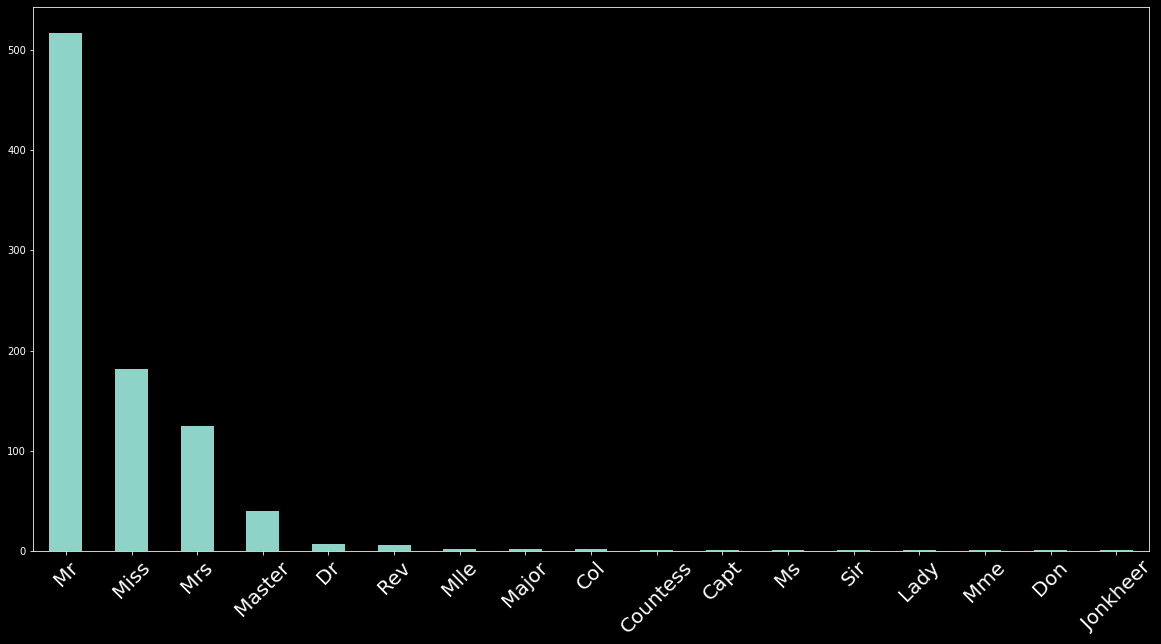 500
400
300
200
100
0
Mr
Miss
Mrs
Master
Dr
Rev
Mlle
Major
Col
Countess
Capt
Ms
Sir
Lady
Mme
Don
Jonkheer